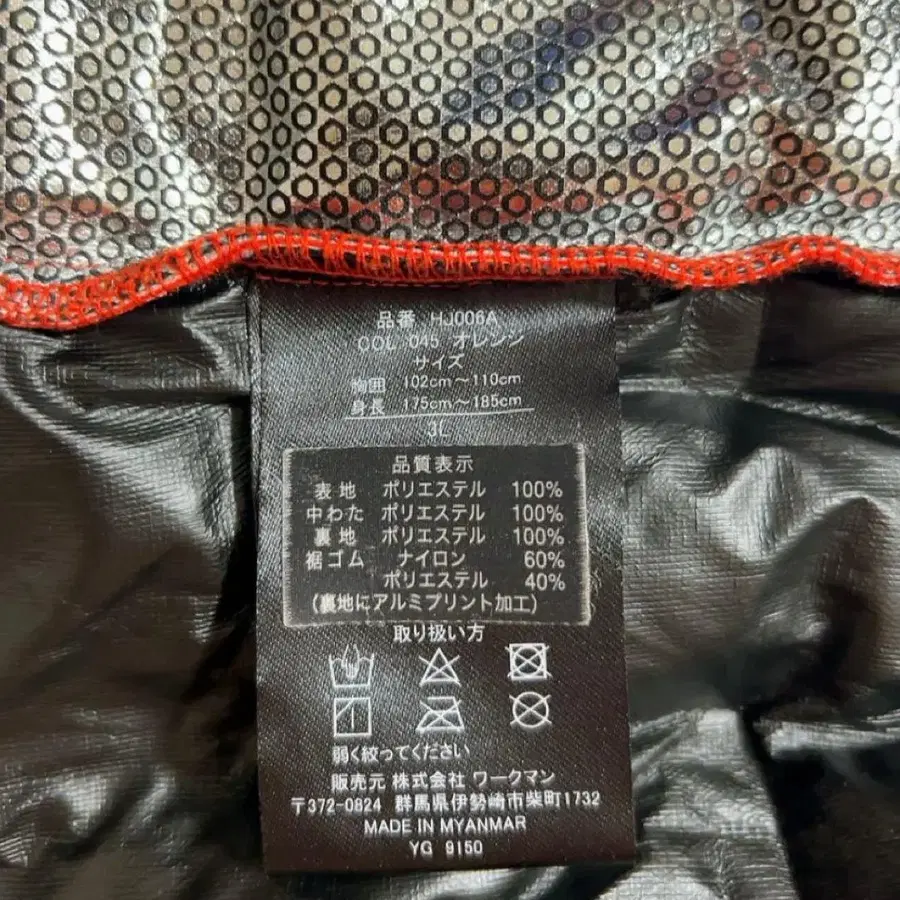 品番 HJ006A
COL 045 オレンジ
サイズ
胸囲 102cm～110cm
身長 175cm～185cm
3L
品質表示
表地 ポリエステル 100%
中わた ポリエステル 100%
裏地 ポリエステル 100%
裾ゴム ナイロン 60%
ポリエステル 40%
(裏地にアルミプリント加工)
取り扱い方
弱く絞ってください
販売元 株式会社 ワークマン
〒372-0824 群馬県伊勢崎市柴町1732
MADE IN MYANMAR
YG 9150